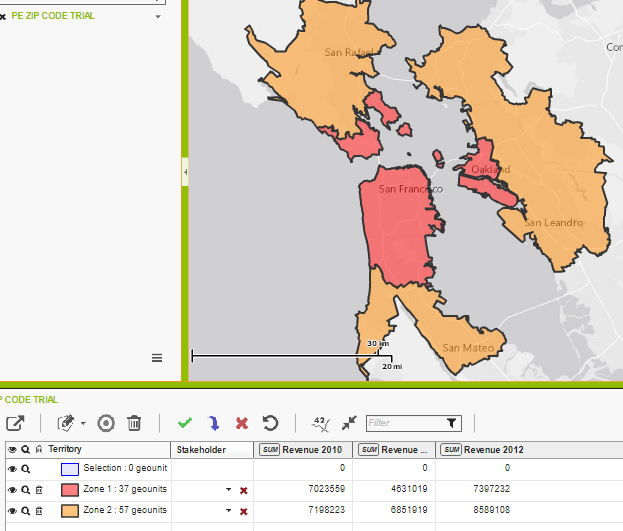 PE ZIP CODE TRIAL
San Rafael
Cor
Oakland
San Francisco
San Leandro
30 km
San Mateo
20 mi
P CODE TRIAL
42
Filter
Territory Stakeholder SUM Revenue 2010 SUM Revenue ... SUM Revenue 2012
Selection : 0 geounit 0 0 0
Zone 1 : 37 geounits 7023559 4631019 7397232
Zone 2 : 57 geounits 7198223 6851919 8589108